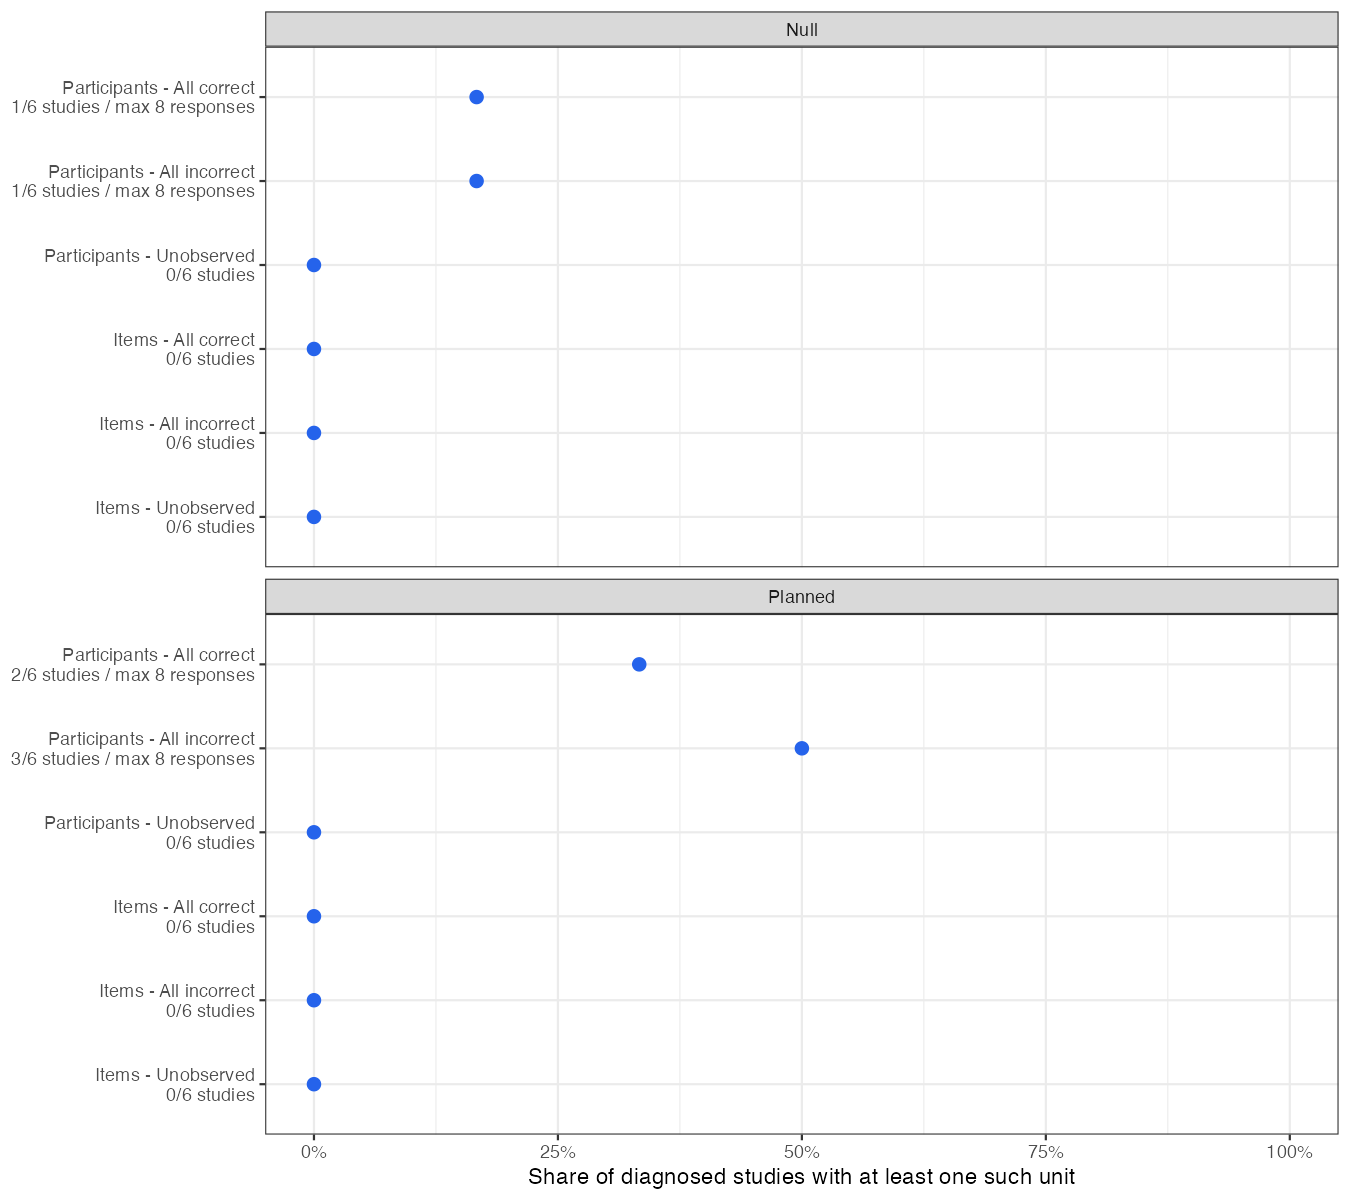 Null
Participants - All correct
1/6 studies / max 8 responses
Participants - All incorrect
1/6 studies / max 8 responses
Participants - Unobserved
0/6 studies
Items - All correct
0/6 studies
Items - All incorrect
0/6 studies
Items - Unobserved
0/6 studies
Planned
Participants - All correct
2/6 studies / max 8 responses
Participants - All incorrect
3/6 studies / max 8 responses
Participants - Unobserved
0/6 studies
Items - All correct
0/6 studies
Items - All incorrect
0/6 studies
Items - Unobserved
0/6 studies
0% 25% 50% 75% 100%
Share of diagnosed studies with at least one such unit